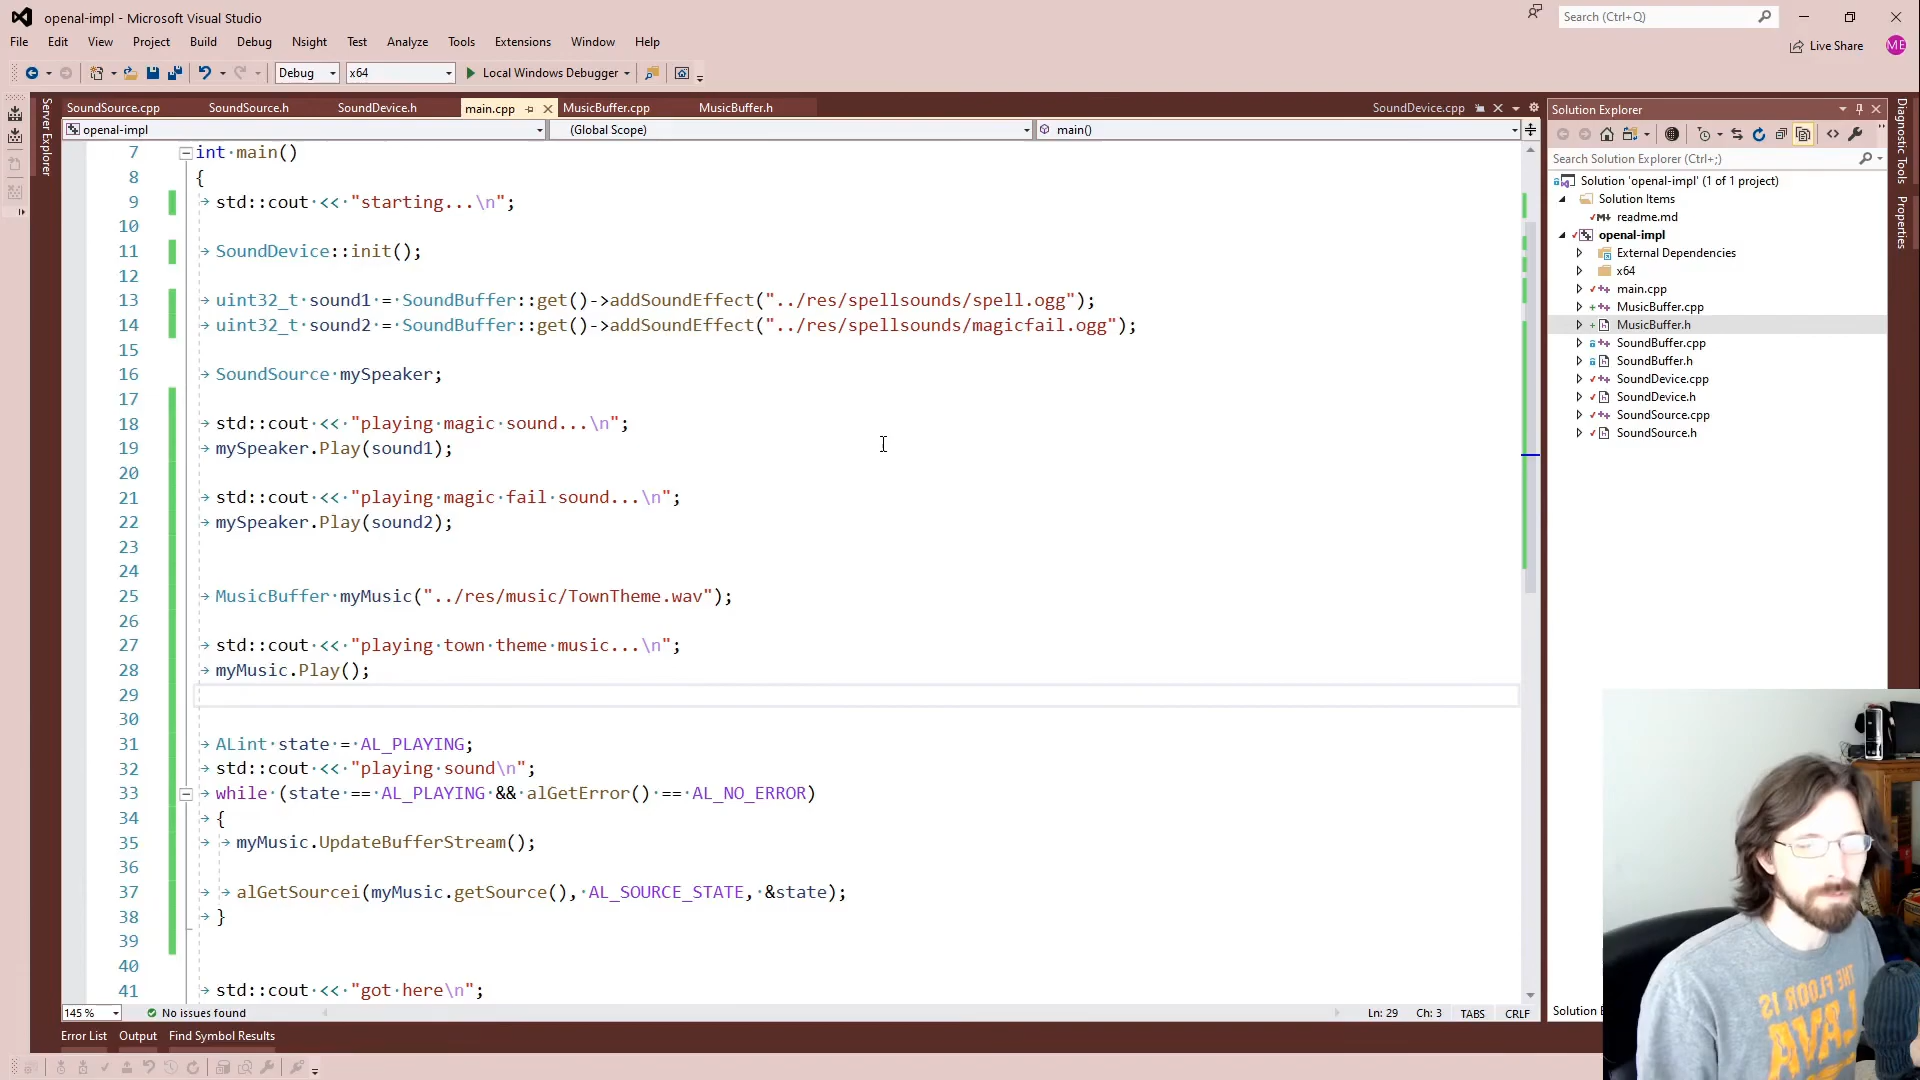 openal-impl - Microsoft Visual Studio
Search (Ctrl+Q)
File Edit View Project Build Debug Nsight Test Analyze Tools Extensions Window Help
Live Share
ME
Debug x64 Local Windows Debugger
Server Explorer
SoundSource.cpp SoundSource.h SoundDevice.h main.cpp MusicBuffer.cpp MusicBuffer.h SoundDevice.cpp
openal-impl (Global Scope) main()
7 int main()
8 {
9 std::cout << "starting...\n";
10
11 SoundDevice::init();
12
13 uint32_t sound1 = SoundBuffer::get()->addSoundEffect("../res/spellsounds/spell.ogg");
14 uint32_t sound2 = SoundBuffer::get()->addSoundEffect("../res/spellsounds/magicfail.ogg");
15
16 SoundSource mySpeaker;
17
18 std::cout << "playing magic sound...\n";
19 mySpeaker.Play(sound1);
20
21 std::cout << "playing magic fail sound...\n";
22 mySpeaker.Play(sound2);
23
24
25 MusicBuffer myMusic("../res/music/TownTheme.wav");
26
27 std::cout << "playing town theme music...\n";
28 myMusic.Play();
29
30
31 ALint state = AL_PLAYING;
32 std::cout << "playing sound\n";
33 while (state == AL_PLAYING && alGetError() == AL_NO_ERROR)
34 {
35 myMusic.UpdateBufferStream();
36
37 alGetSourcei(myMusic.getSource(), AL_SOURCE_STATE, &state);
38 }
39
40
41 std::cout << "got here\n";
145 % No issues found Ln: 29 Ch: 3 TABS CRLF
Error List Output Find Symbol Results
Solution Explorer
Search Solution Explorer (Ctrl+;)
Solution 'openal-impl' (1 of 1 project)
Solution Items
readme.md
openal-impl
External Dependencies
x64
main.cpp
MusicBuffer.cpp
MusicBuffer.h
SoundBuffer.cpp
SoundBuffer.h
SoundDevice.cpp
SoundDevice.h
SoundSource.cpp
SoundSource.h
Solution E
Diagnostic Tools
Properties
THE FLOOR IS
LAVA